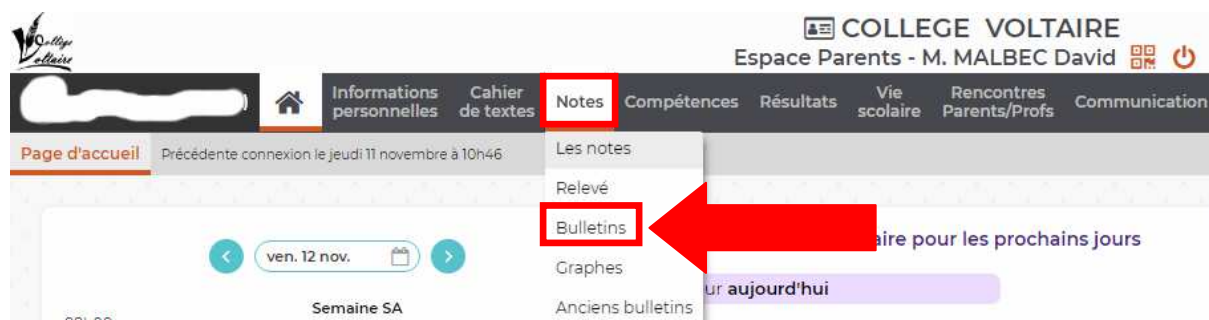 Collège
Voltaire
COLLEGE VOLTAIRE
Espace Parents - M. MALBEC David
Informations personnelles
Cahier de textes
Notes
Compétences
Résultats
Vie scolaire
Rencontres Parents/Profs
Communication
Page d'accueil
Précédente connexion le jeudi 11 novembre à 10h46
Les notes
Relevé
Bulletins
Graphes
Anciens bulletins
ven. 12 nov.
Semaine SA
pour les prochains jours
aujourd'hui